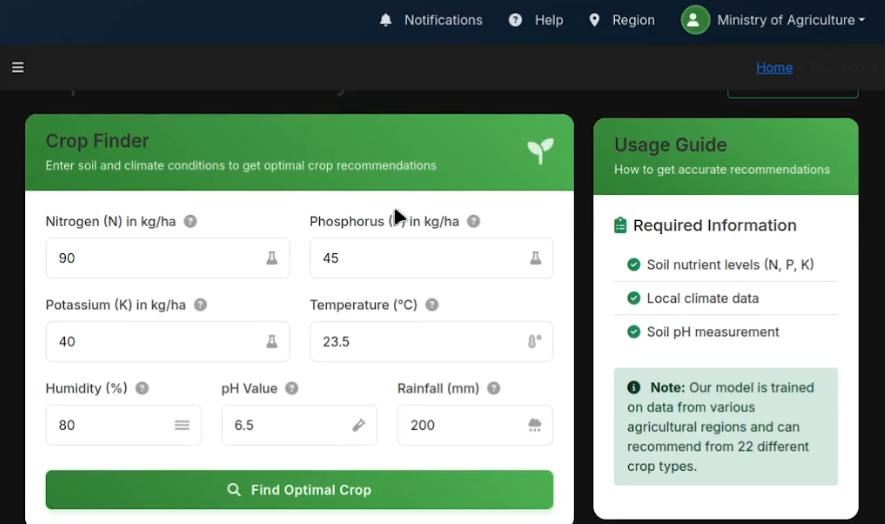 Notifications
Help
Region
Ministry of Agriculture
Home
Crop Finder
Enter soil and climate conditions to get optimal crop recommendations
Nitrogen (N) in kg/ha
Phosphorus (P) in kg/ha
90
45
Potassium (K) in kg/ha
Temperature (°C)
40
23.5
Humidity (%)
pH Value
Rainfall (mm)
80
6.5
200
Find Optimal Crop
Usage Guide
How to get accurate recommendations
Required Information
Soil nutrient levels (N, P, K)
Local climate data
Soil pH measurement
Note: Our model is trained
on data from various
agricultural regions and can
recommend from 22 different
crop types.